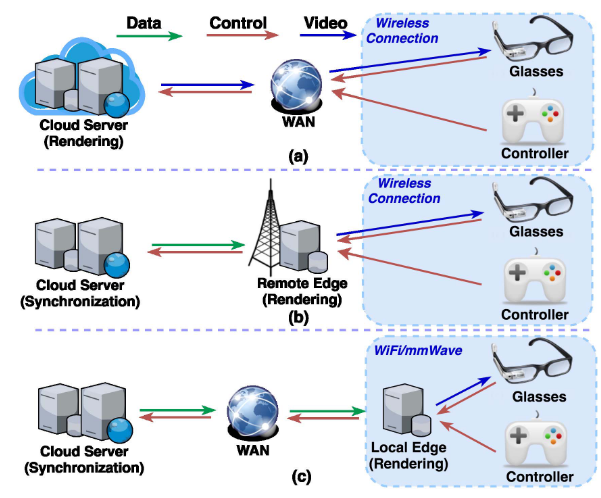 Data Control Video
Wireless
Connection
Glasses
WAN
Cloud Server
(Rendering)
Controller
(a)
Wireless
Connection
Glasses
Cloud Server
(Synchronization)
Remote Edge
(Rendering)
Controller
(b)
WiFi/mmWave
Glasses
Cloud Server
(Synchronization)
WAN
Local Edge
(Rendering)
Controller
(c)